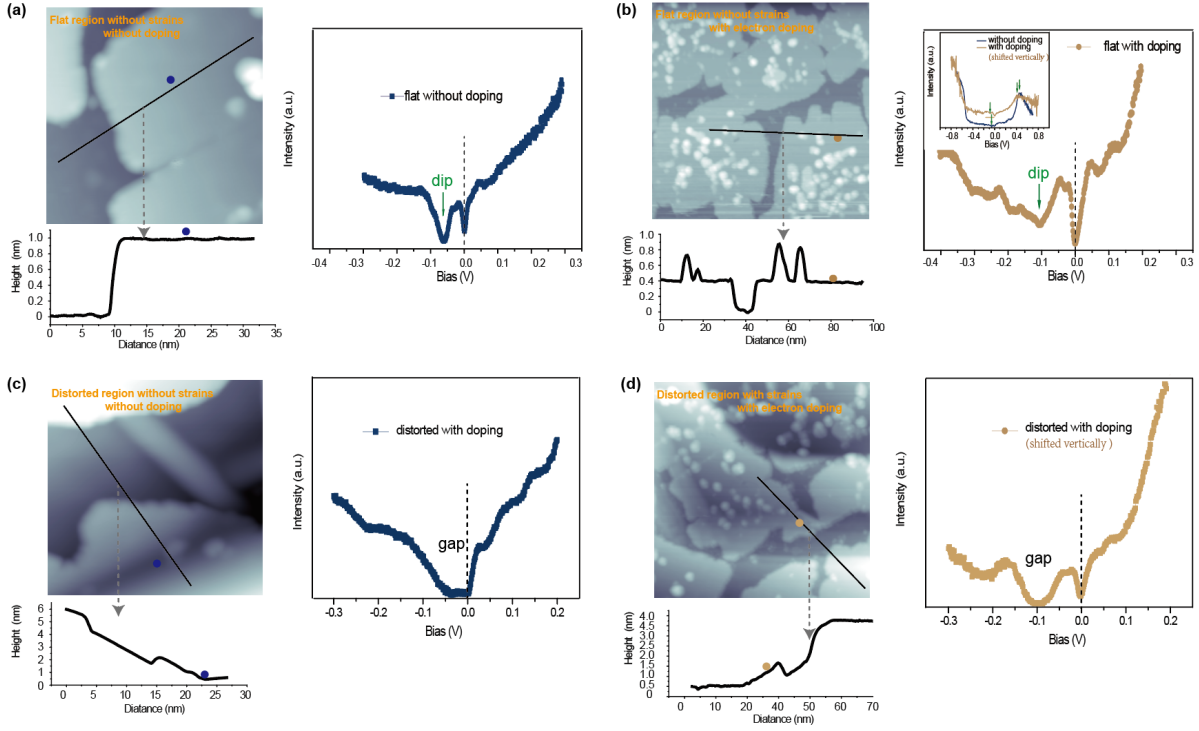 (a)
Flat region without strains
without doping
Height (nm)
1.0
0.8
0.6
0.4
0.2
0
0 5 10 15 20 25 30 35
Diatance (nm)
Intensity (a.u.)
flat without doping
dip
-0.4 -0.3 -0.2 -0.1 0.0 0.1 0.2 0.3
Bias (V)
(b)
Flat region without strains
with electron doping
Height (nm)
1.2
1.0
0.8
0.6
0.4
0.2
0
0 20 40 60 80 100
Diatance (nm)
Intensity (a.u.)
without doping
with doping
(shifted vertically )
Intensity (a.u.)
-0.8 -0.4 0.0 0.4 0.8
Bias (V)
flat with doping
dip
-0.4 -0.3 -0.2 -0.1 0.0 0.1 0.2 0.3
Bias (V)
(c)
Distorted region without strains
without doping
Height (nm)
6
5
4
3
2
1
0
0 5 10 15 20 25 30
Diatance (nm)
Intensity (a.u.)
distorted with doping
gap
-0.3 -0.2 -0.1 0.0 0.1 0.2
Bias (V)
(d)
Distorted region with strains
with electron doping
Height (nm)
4.0
3.5
3.0
2.5
1.5
1.0
0.5
0 20 40 50 60 70
Diatance (nm)
Intensity (a.u.)
distorted with doping
(shifted vertically )
gap
-0.3 -0.2 -0.1 0.0 0.1 0.2
Bias (V)